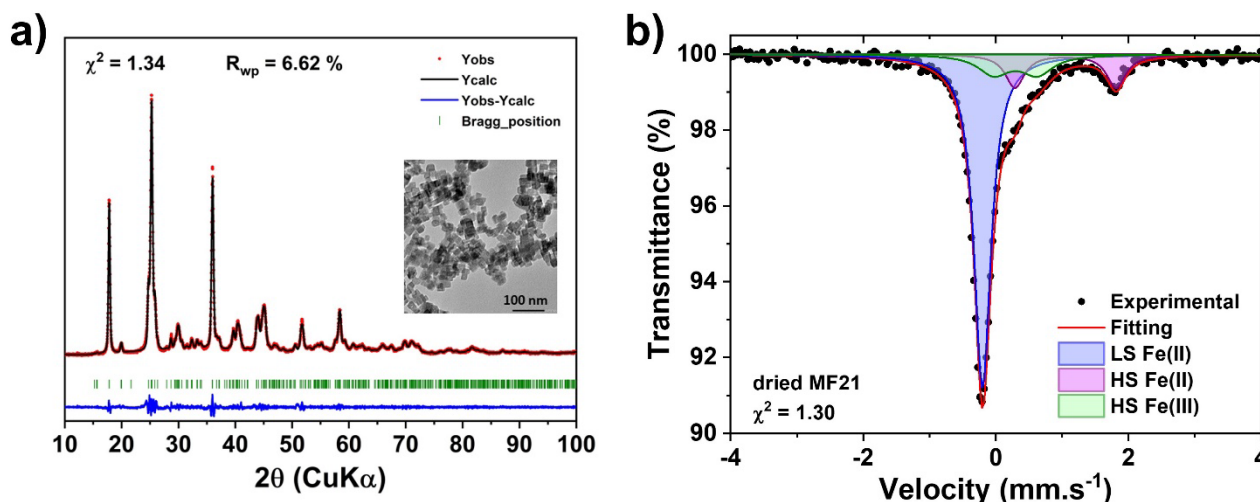 a)
χ² = 1.34 R_wp = 6.62 %
Yobs
Ycalc
Yobs-Ycalc
Bragg_position
100 nm
10 20 30 40 50 60 70 80 90 100
2θ (CuKα)
b)
100
98
96
94
92
90
Transmittance (%)
Experimental
Fitting
LS Fe(II)
HS Fe(II)
HS Fe(III)
dried MF21
χ² = 1.30
-4 -2 0 2 4
Velocity (mm.s⁻¹)